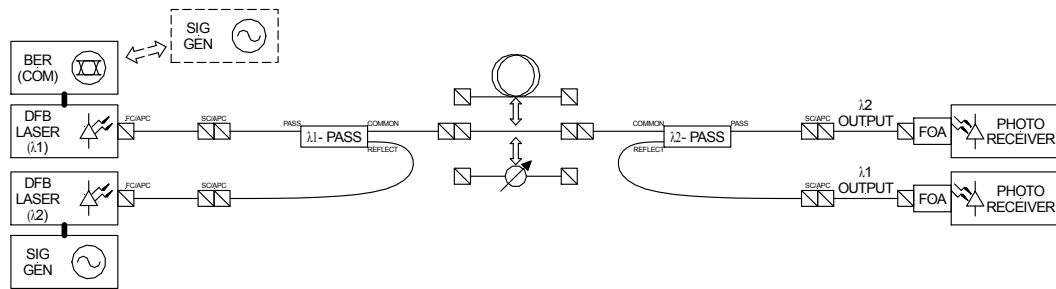 SIG
GEN
BER
(COM)
DFB
LASER
(λ1)
FC/APC
SC/APC
PASS
λ1- PASS
COMMON
REFLECT
COMMON
REFLECT
λ2- PASS
PASS
SC/APC
λ2
OUTPUT
FOA
PHOTO
RECEIVER
DFB
LASER
(λ2)
FC/APC
SC/APC
SC/APC
λ1
OUTPUT
FOA
PHOTO
RECEIVER
SIG
GEN